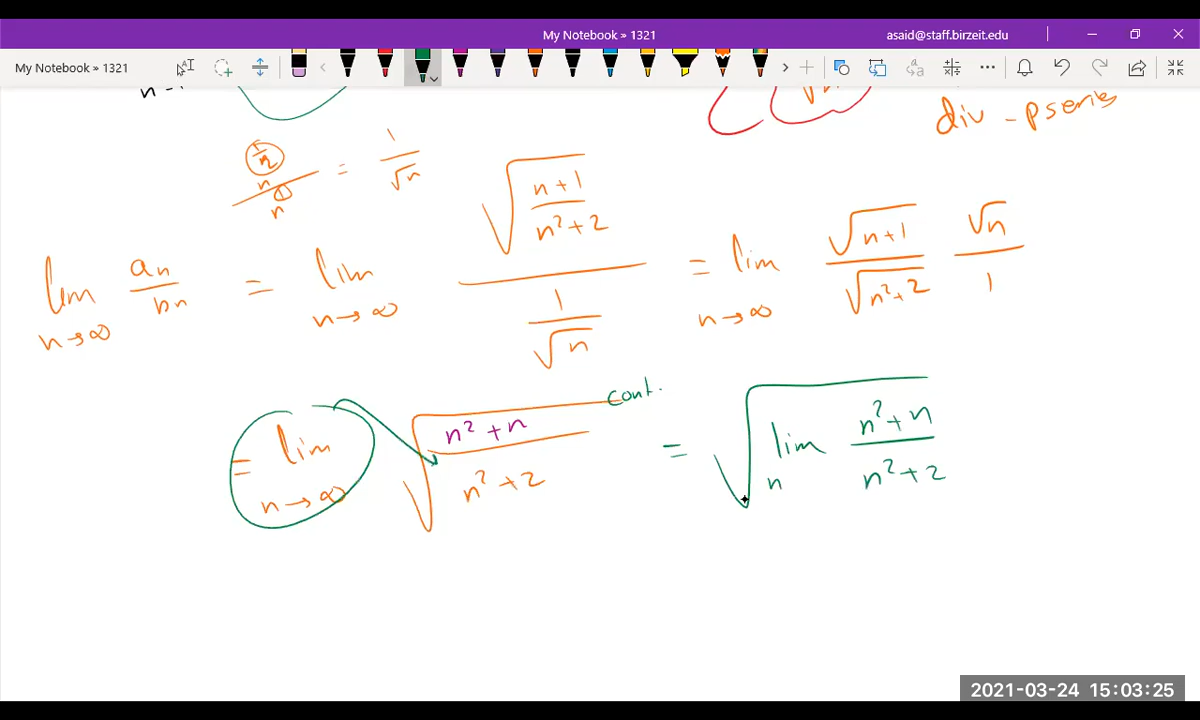 My Notebook » 1321
asaid@staff.birzeit.edu
My Notebook » 1321
√n
div - pseries
n^(1/2) / n^1 = 1/√n
lim n→∞ an/bn = lim n→∞ √((n+1)/(n²+2)) / (1/√n) = lim n→∞ √(n+1)/√(n²+2) √n/1
= lim n→∞ √((n²+n)/(n²+2)) cont. = √(lim n (n²+n)/(n²+2))
2021-03-24 15:03:25